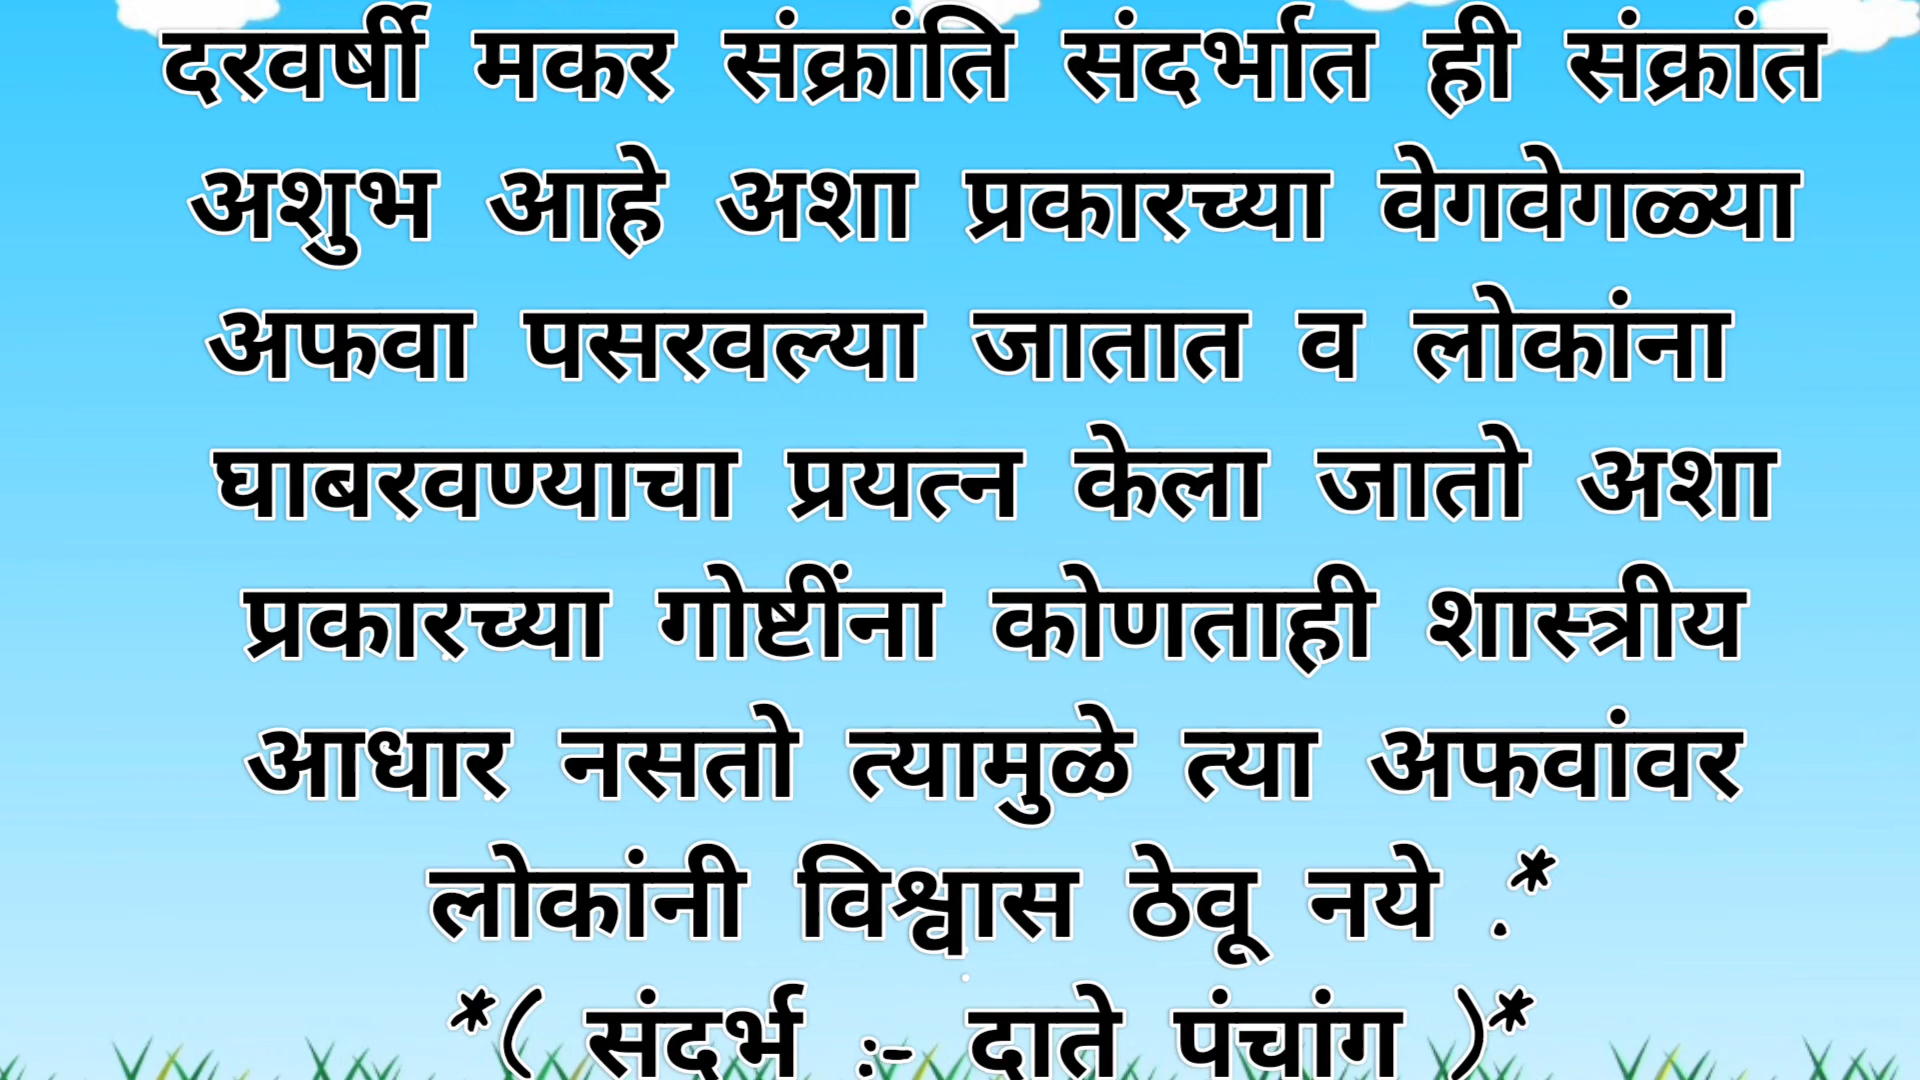 दरवर्षी मकर संक्रांति संदर्भात ही संक्रांत
अशुभ आहे अशा प्रकारच्या वेगवेगळ्या
अफवा पसरवल्या जातात व लोकांना
घाबरवण्याचा प्रयत्न केला जातो अशा
प्रकारच्या गोष्टींना कोणताही शास्त्रीय
आधार नसतो त्यामुळे त्या अफवांवर
लोकांनी विश्वास ठेवू नये .*
*( संदर्भ :- दाते पंचांग )*